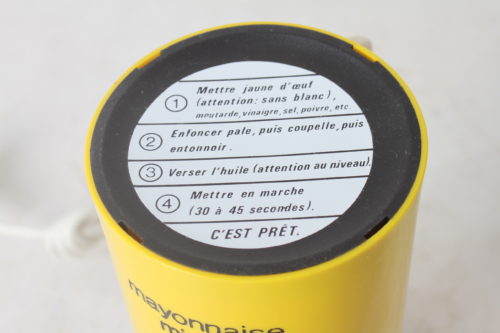 ① Mettre jaune d'œuf
(attention: sans blanc),
moutarde, vinaigre, sel, poivre, etc.
② Enfoncer pale, puis coupelle, puis
entonnoir.
③ Verser l'huile (attention au niveau).
④ Mettre en marche
(30 à 45 secondes).
C'EST PRÊT.
mayonnaise